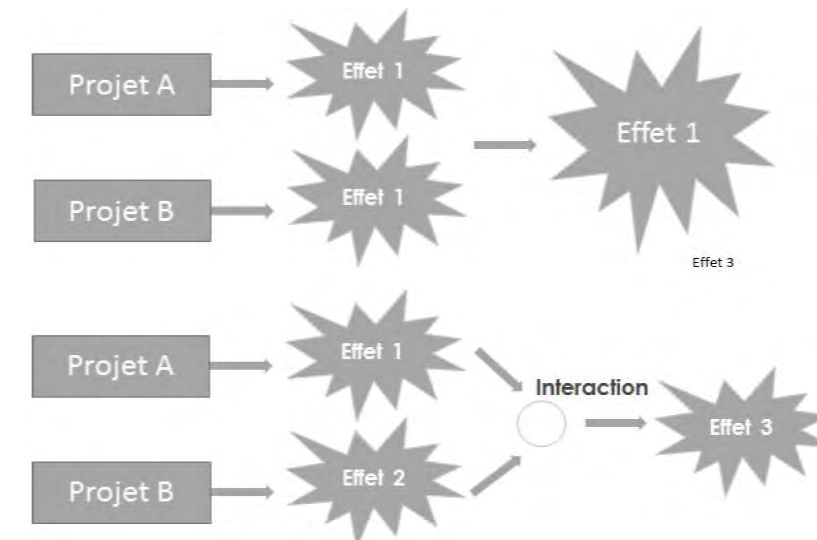 Projet A
Effet 1
Projet B
Effet 1
Effet 1
Effet 3
Projet A
Effet 1
Interaction
Effet 3
Projet B
Effet 2